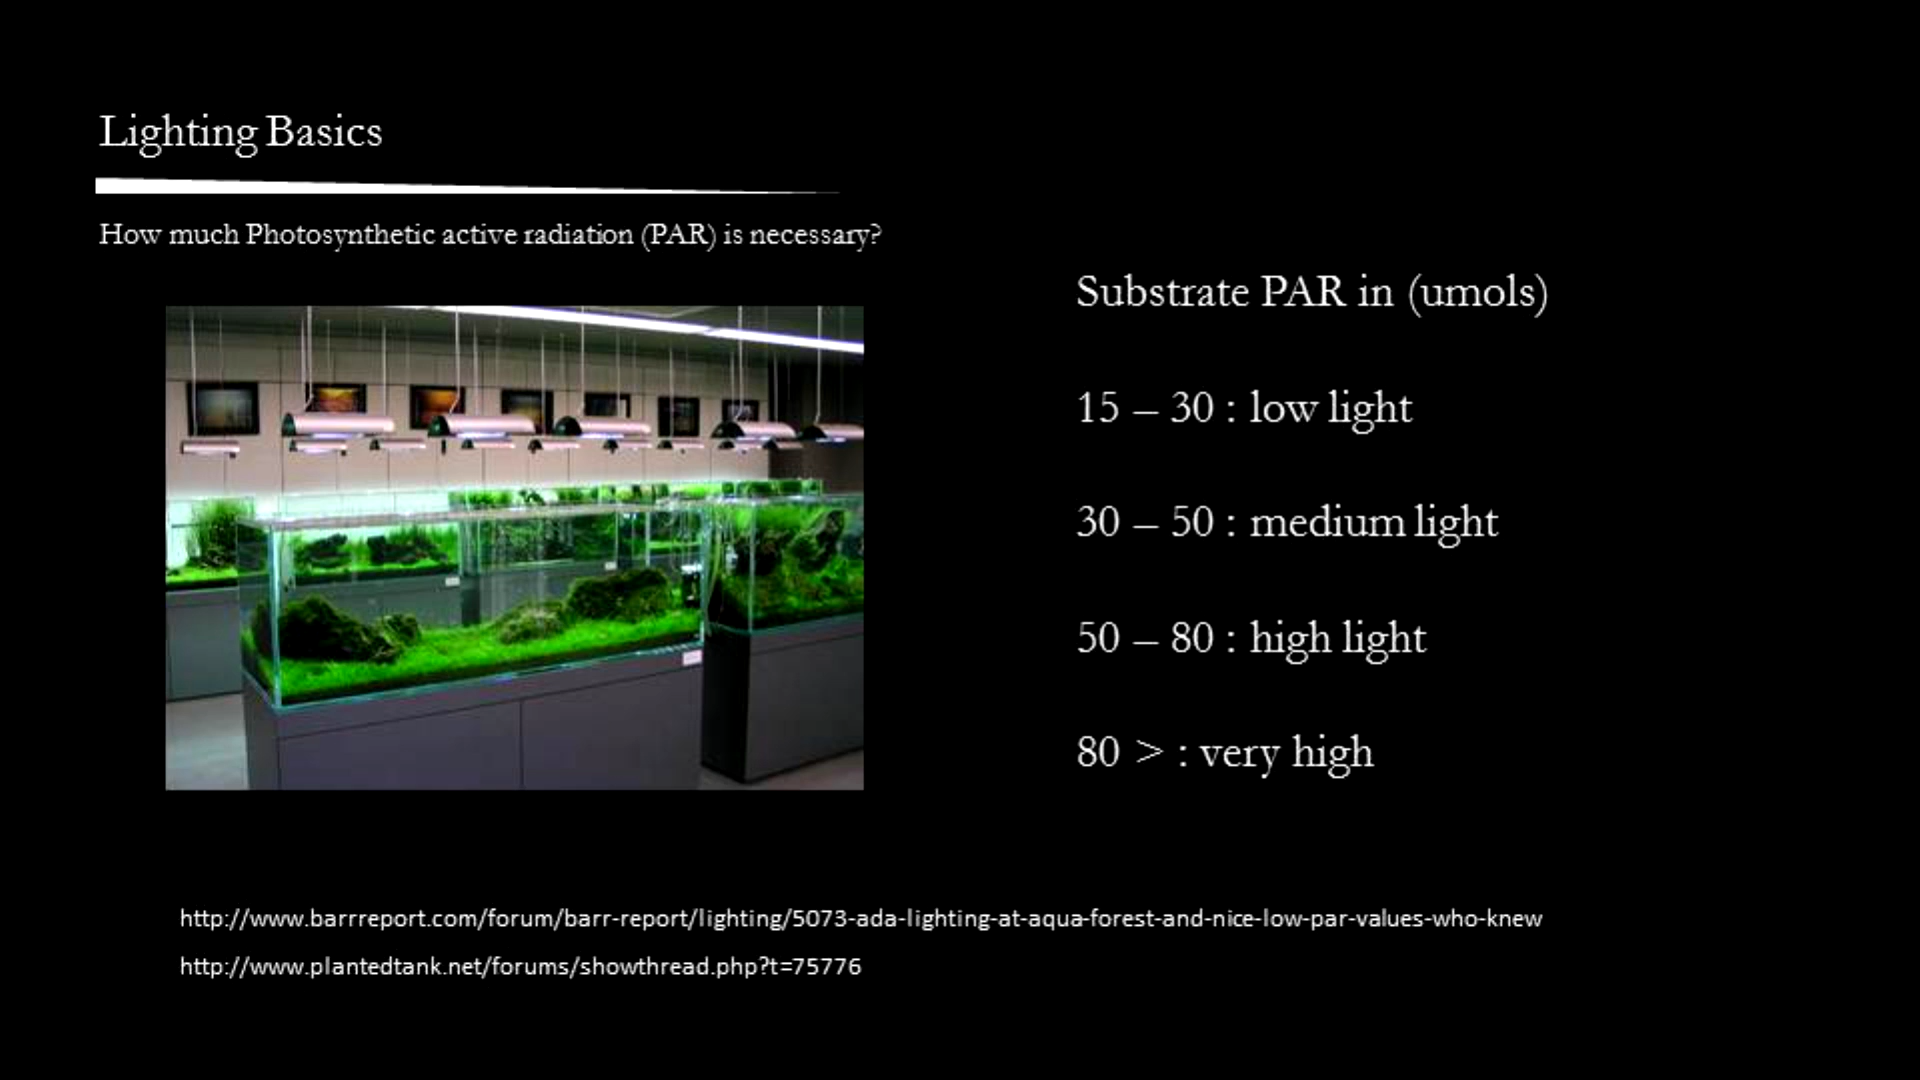 Lighting Basics
How much Photosynthetic active radiation (PAR) is necessary?
Substrate PAR in (umols)
15 – 30 : low light
30 – 50 : medium light
50 – 80 : high light
80 > : very high
http://www.barrreport.com/forum/barr-report/lighting/5073-ada-lighting-at-aqua-forest-and-nice-low-par-values-who-knew
http://www.plantedtank.net/forums/showthread.php?t=75776